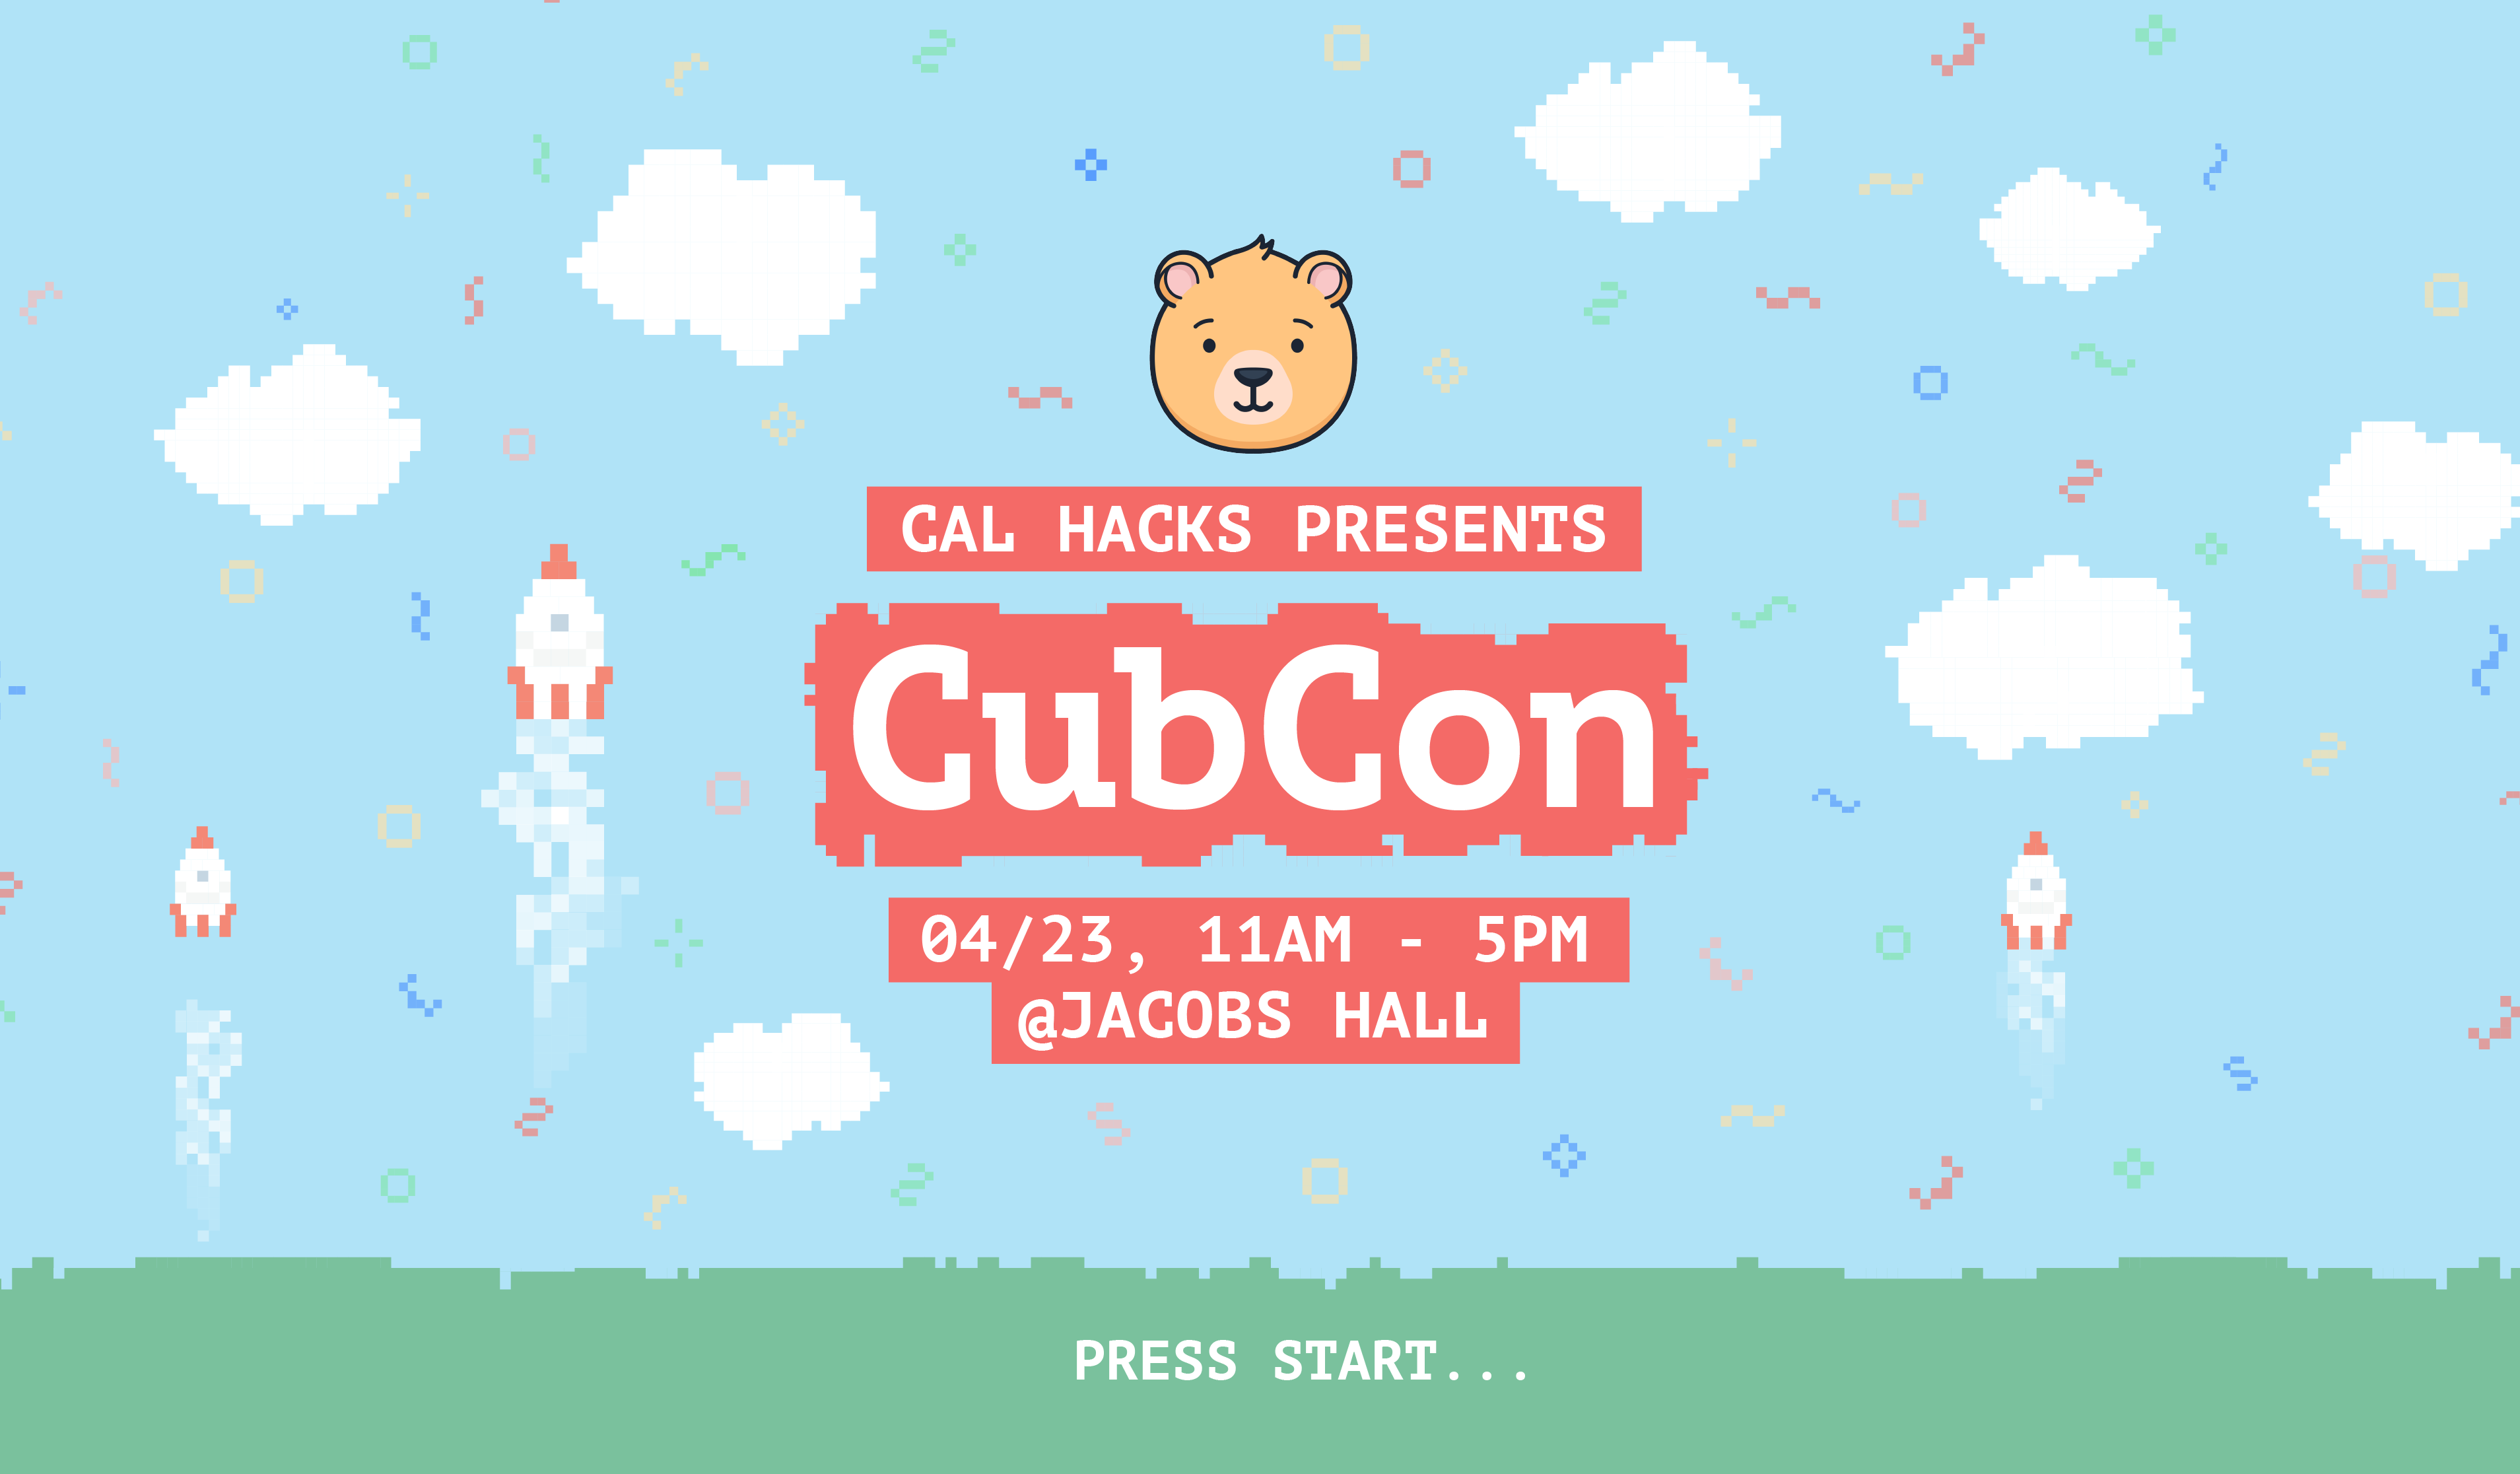 CAL HACKS PRESENTS
CubCon
04/23, 11AM - 5PM
@JACOBS HALL
PRESS START...